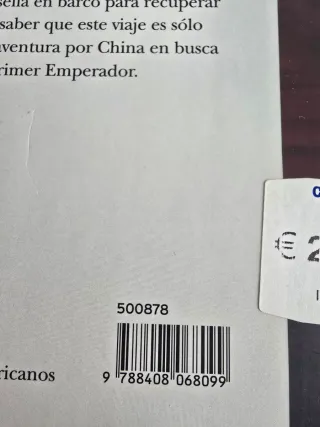 en barco para recuperar
saber que este viaje es sólo
aventura por China en busca
rimer Emperador.
€ 2
500878
ricanos
9 788408 068099